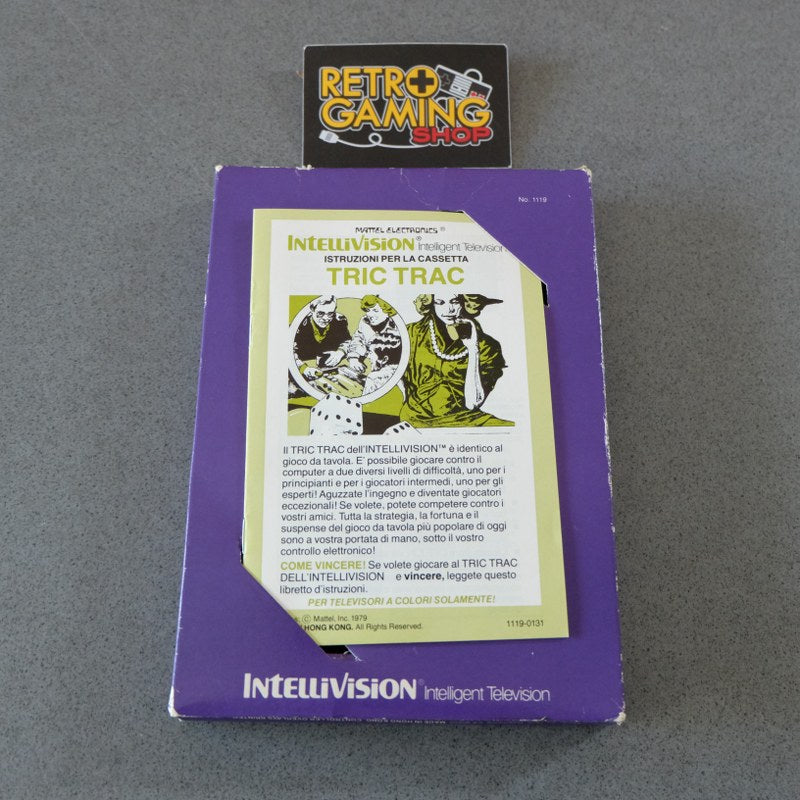 RETRO
GAMING
SHOP
No. 1119
MATTEL ELECTRONICS ®
INTELLIVISION® Intelligent Television
ISTRUZIONI PER LA CASSETTA
TRIC TRAC
Il TRIC TRAC dell'INTELLIVISION™ è identico al
gioco da tavola. E' possibile giocare contro il
computer a due diversi livelli di difficoltà, uno per i
principianti e per i giocatori intermedi, uno per gli
esperti! Aguzzate l'ingegno e diventate giocatori
eccezionali! Se volete, potete competere contro i
vostri amici. Tutta la strategia, la fortuna e il
suspense del gioco da tavola più popolare di oggi
sono a vostra portata di mano, sotto il vostro
controllo elettronico!
COME VINCERE! Se volete giocare al TRIC TRAC
DELL'INTELLIVISION e vincere, leggete questo
libretto d'istruzioni.
PER TELEVISORI A COLORI SOLAMENTE!
© Mattel, Inc. 1979
HONG KONG. All Rights Reserved.
1119-0131
INTELLIVISION® Intelligent Television